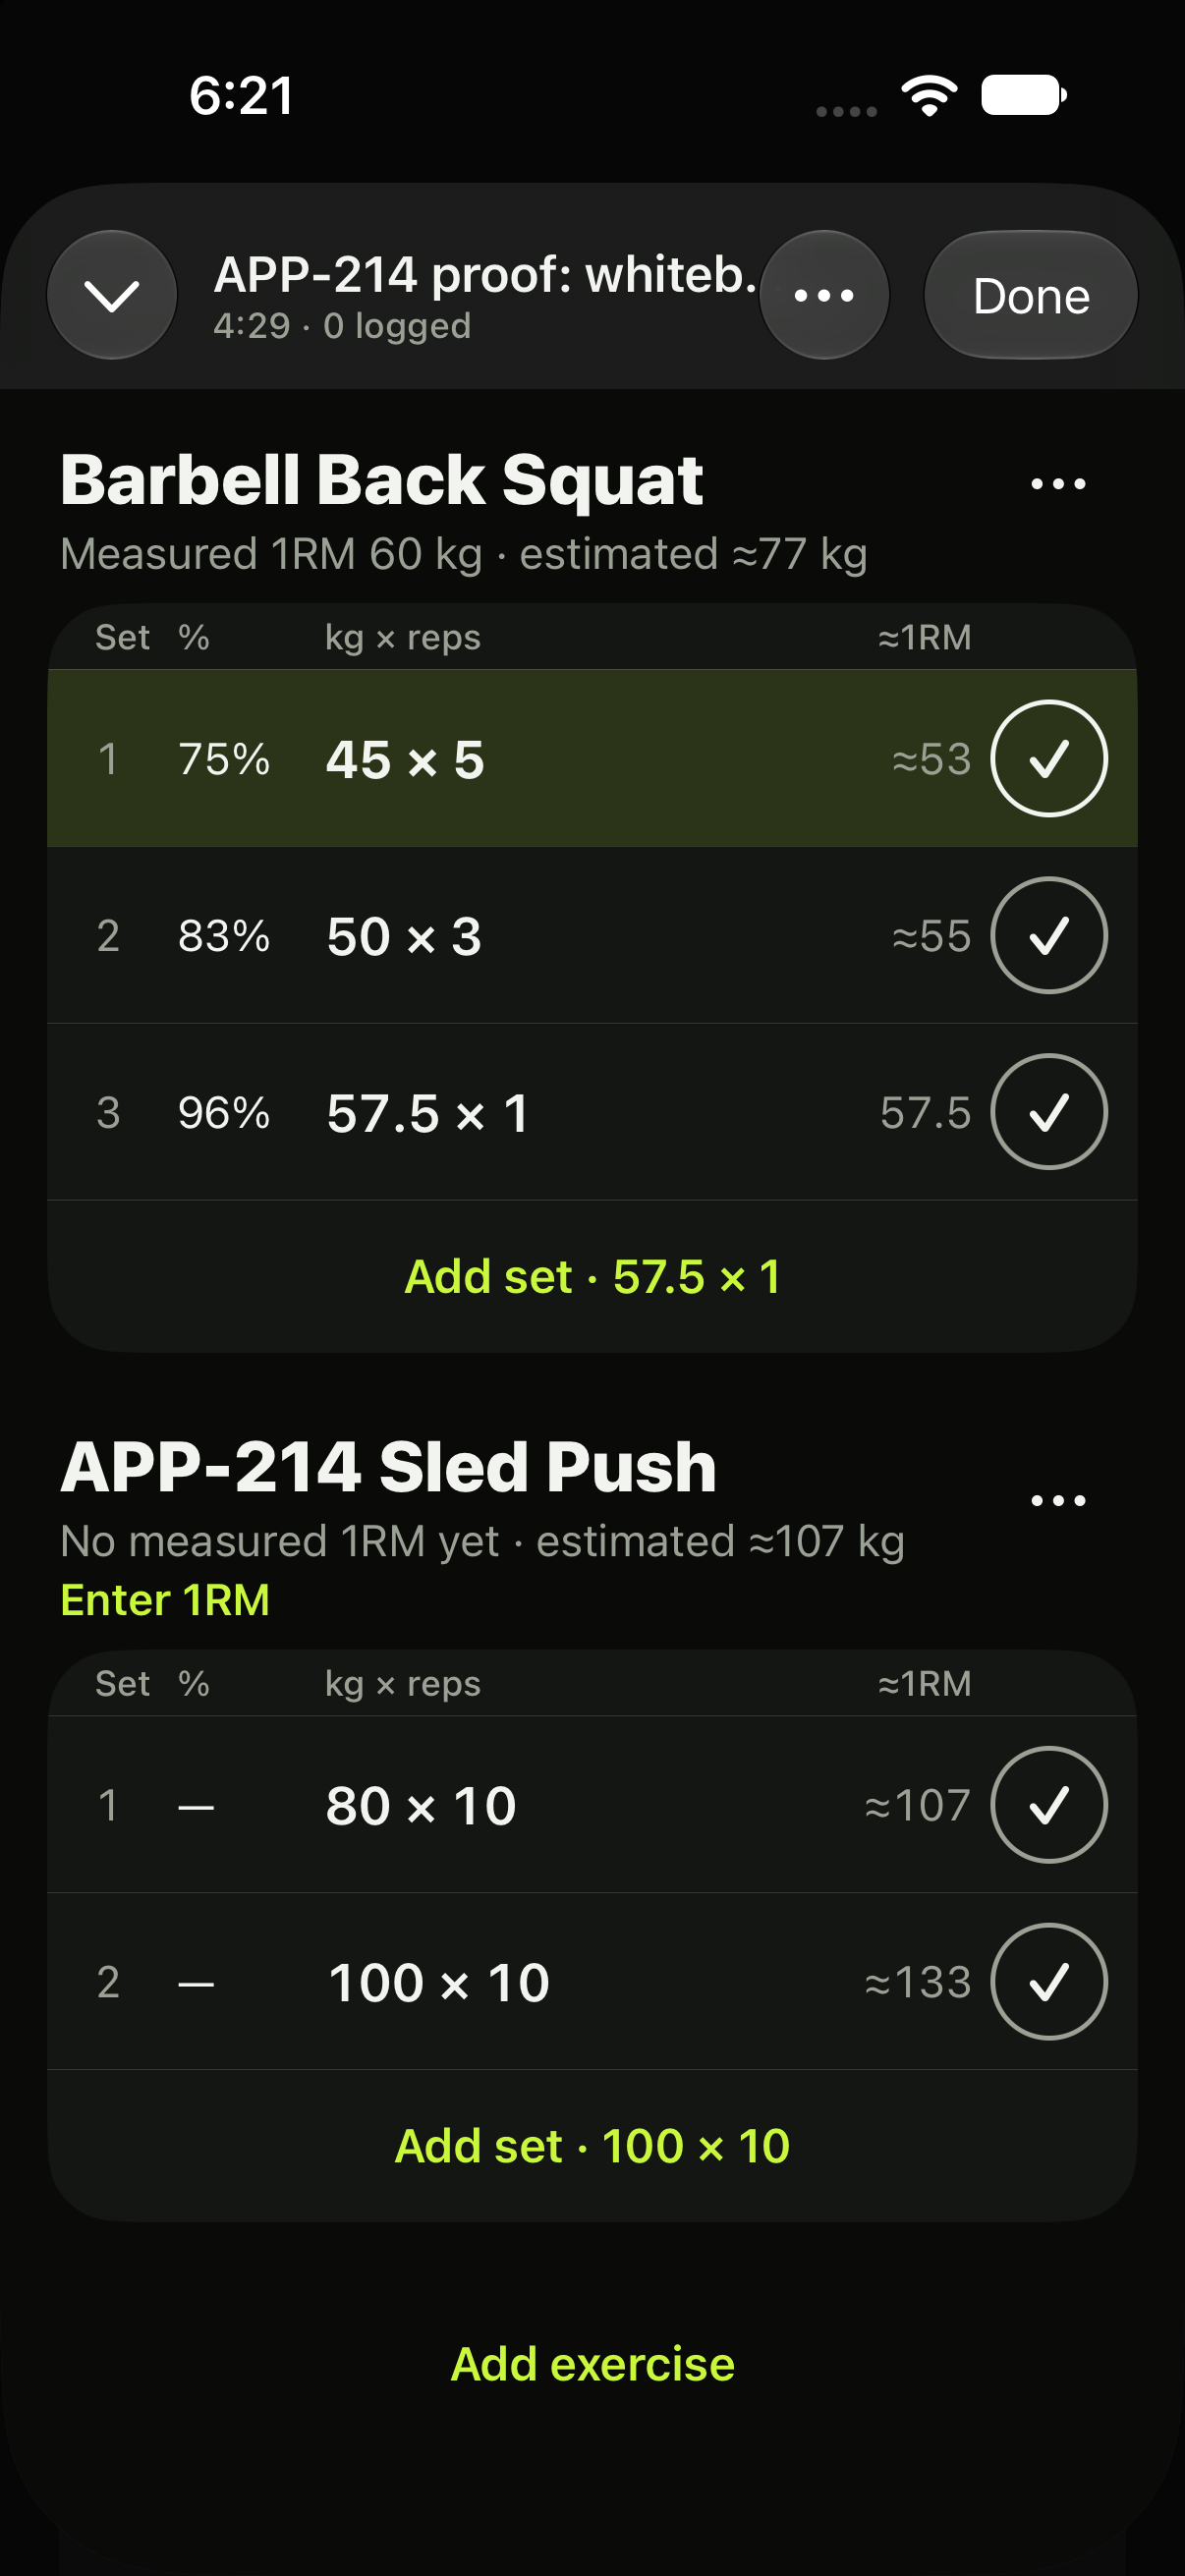 6:21
APP-214 proof: whiteb.
4:29 · 0 logged
Done
Barbell Back Squat
Measured 1RM 60 kg · estimated ≈77 kg
Set % kg × reps ≈1RM
1 75% 45 × 5 ≈53
2 83% 50 × 3 ≈55
3 96% 57.5 × 1 57.5
Add set · 57.5 × 1
APP-214 Sled Push
No measured 1RM yet · estimated ≈107 kg
Enter 1RM
Set % kg × reps ≈1RM
1 — 80 × 10 ≈107
2 — 100 × 10 ≈133
Add set · 100 × 10
Add exercise